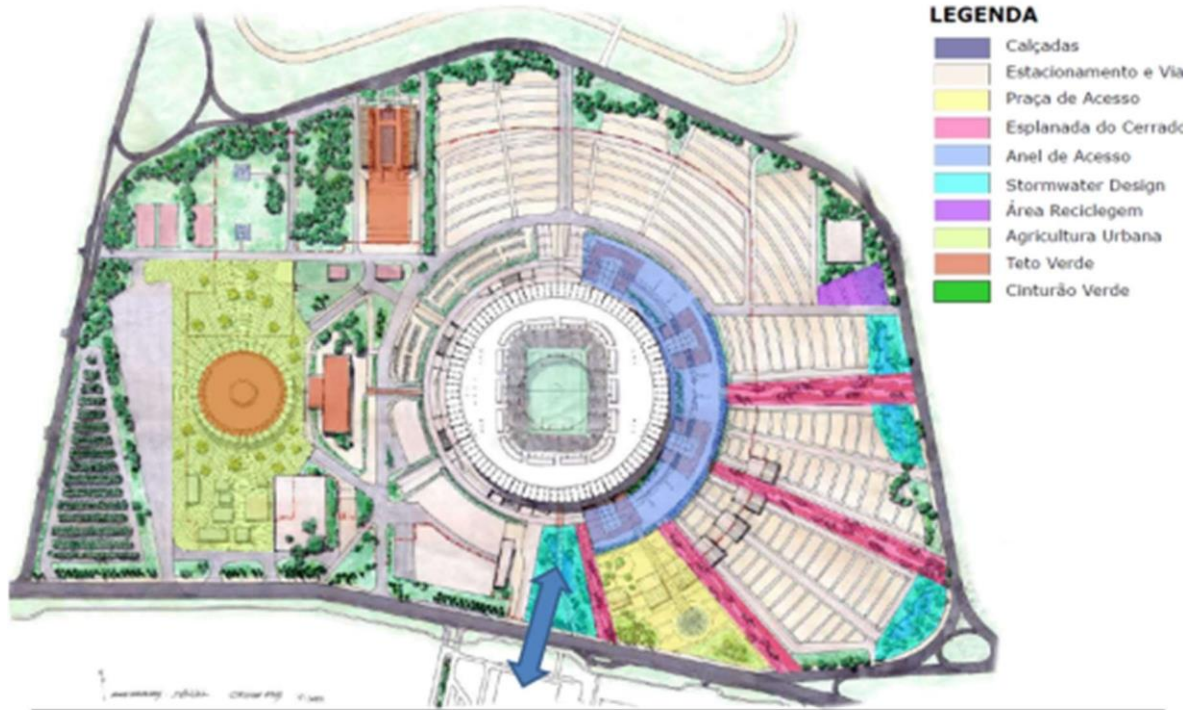 LEGENDA
Calçadas
Estacionamento e Via
Praça de Acesso
Esplanada do Cerrado
Anel de Acesso
Stormwater Design
Área Reciclegem
Agricultura Urbana
Teto Verde
Cinturão Verde